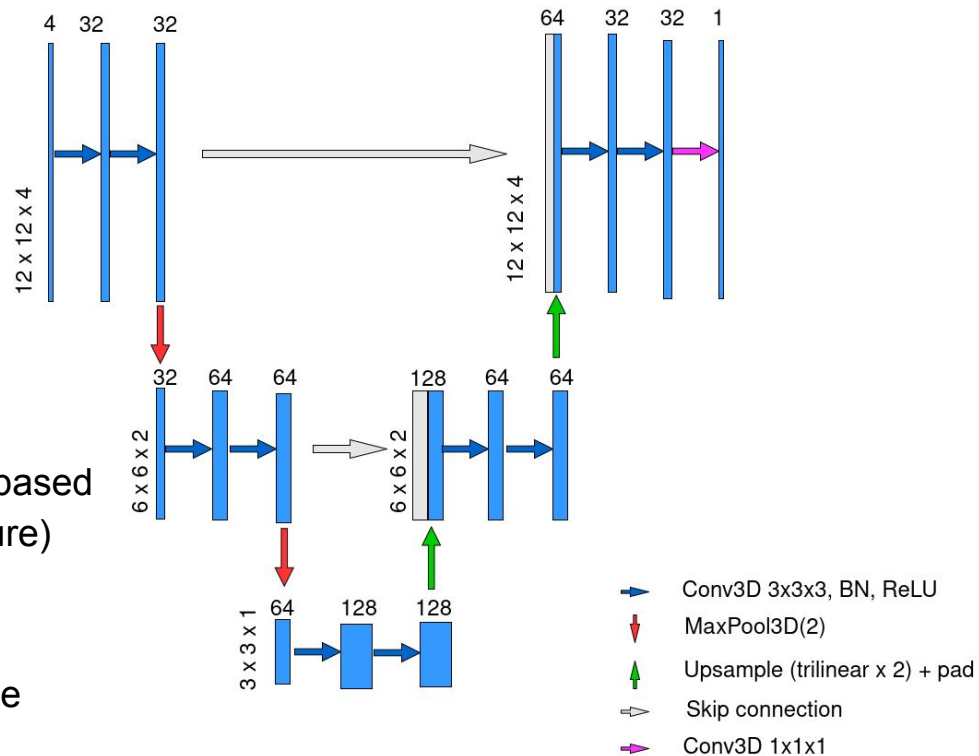 4 32 32
64 32 32 1
12 x 12 x 4
12 x 12 x 4
32 64 64
128 64 64
6 x 6 x 2
6 x 6 x 2
based
ure)
64 128 128
3 x 3 x 1
e
Conv3D 3x3x3, BN, ReLU
MaxPool3D(2)
Upsample (trilinear x 2) + pad
Skip connection
Conv3D 1x1x1